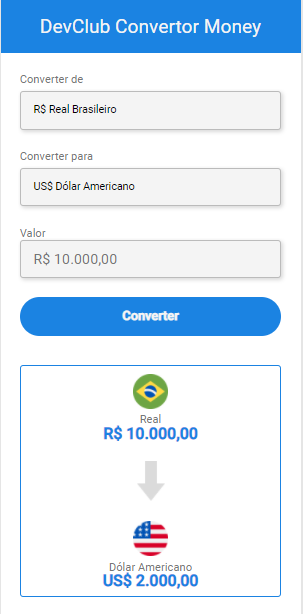 DevClub Convertor Money
Converter de
R$ Real Brasileiro
Converter para
US$ Dólar Americano
Valor
R$ 10.000,00
Converter
Real
R$ 10.000,00
Dólar Americano
US$ 2.000,00